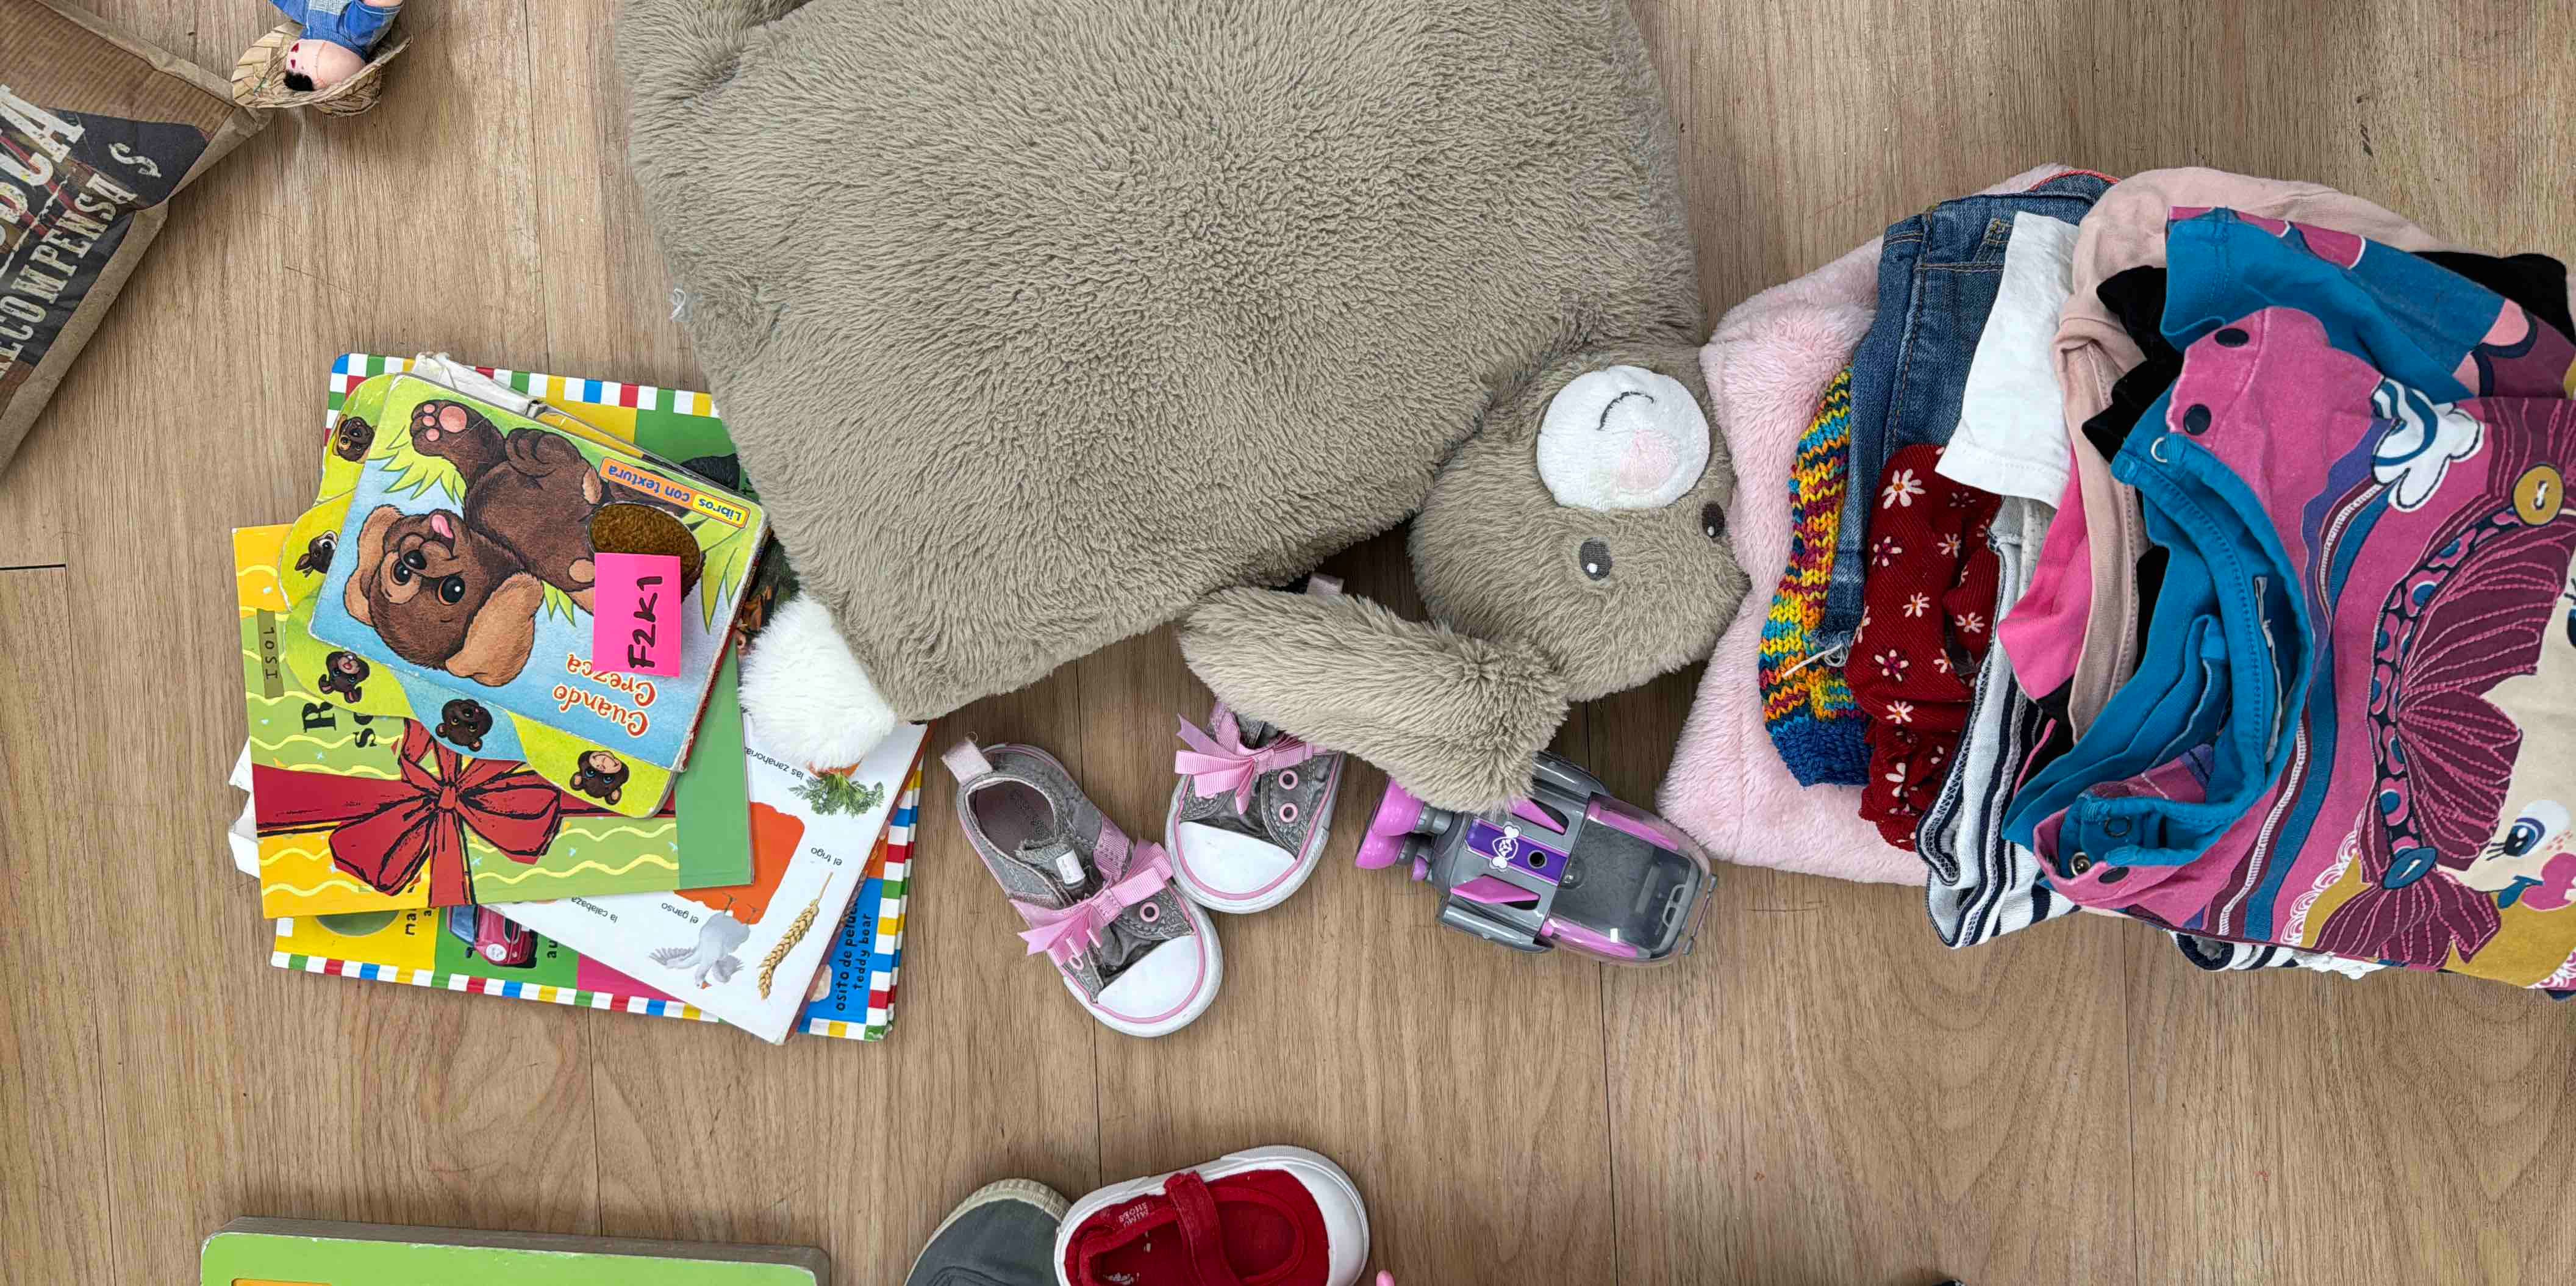 RECOMPENSA
S
Libros
con textura
F2K1
Cuando
Crezca
ISOL
las zanahorias
el trigo
el ganso
la calabaza
osito de peluche
teddy bear